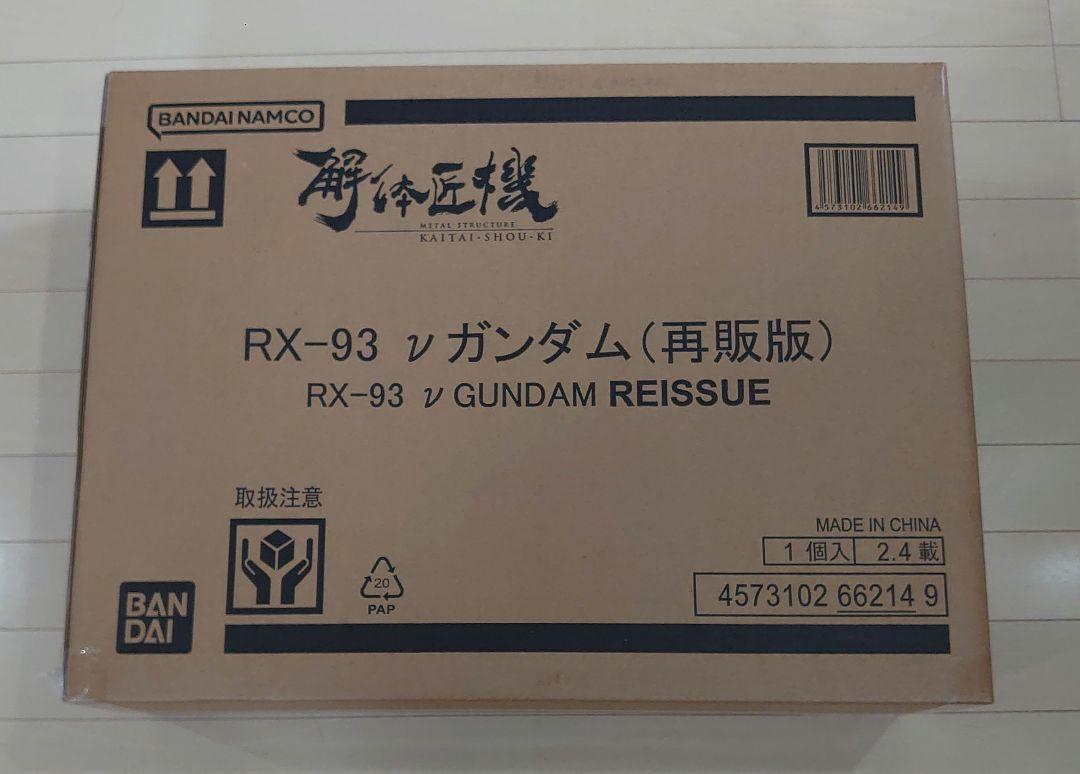 BANDAI NAMCO
解体匠機
METAL STRUCTURE
KAITAI-SHOU-KI
4573102662149
RX-93 ν ガンダム(再販版)
RX-93 ν GUNDAM REISSUE
取扱注意
20
PAP
BAN
DAI
MADE IN CHINA
1 個入 2.4 載
4573102 66214 9